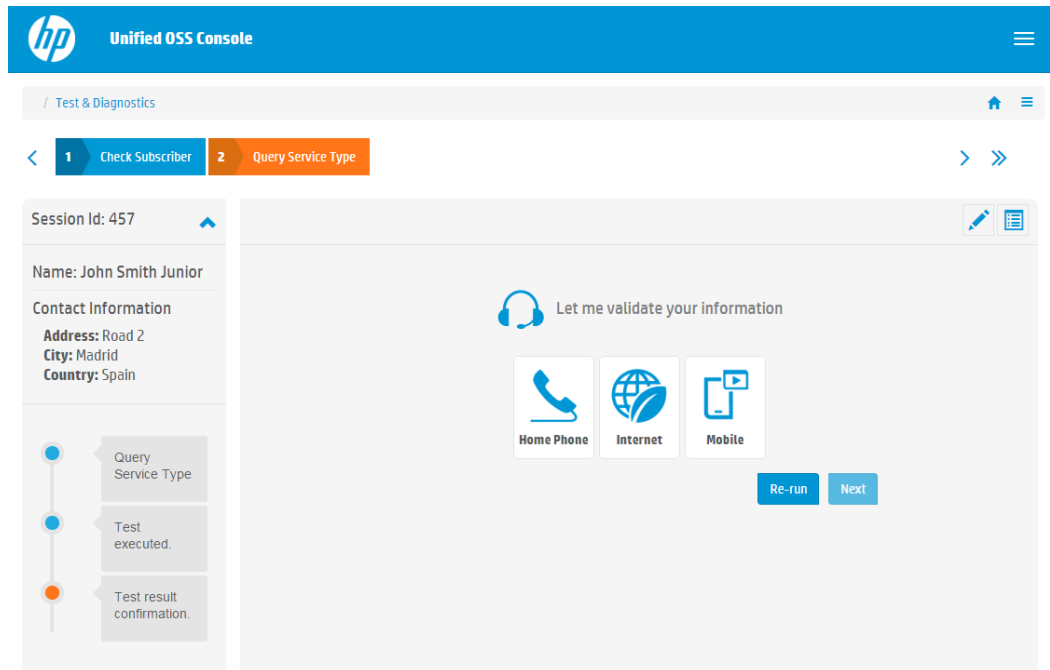 hp
Unified OSS Console
/ Test & Diagnostics
1 Check Subscriber 2 Query Service Type
Session Id: 457
Name: John Smith Junior
Contact Information
Address: Road 2
City: Madrid
Country: Spain
Query
Service Type
Test
executed.
Test result
confirmation.
Let me validate your information
Home Phone Internet Mobile
Re-run Next